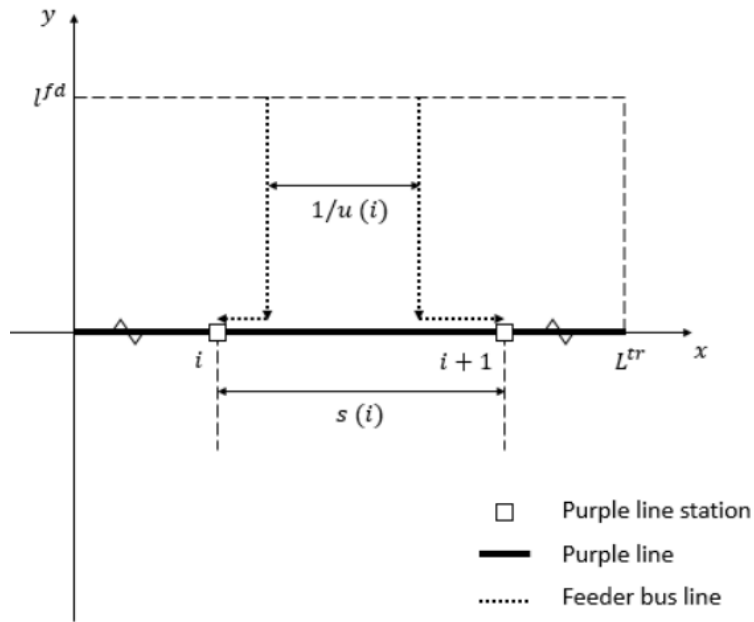 y
l^{fd}
1/u (i)
i
i + 1
L^{tr}
x
s (i)
Purple line station
Purple line
Feeder bus line